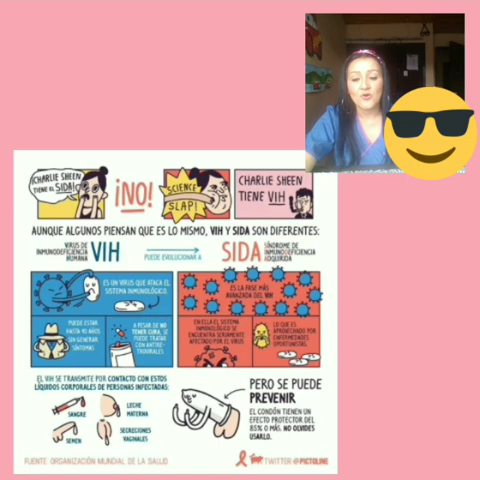 ¡CHARLIE SHEEN
TIENE EL SIDA!
¡NO!
SCIENCE
SLAP!
CHARLIE SHEEN
TIENE VIH
AUNQUE ALGUNOS PIENSAN QUE ES LO MISMO, VIH Y SIDA SON DIFERENTES:
VIRUS DE
INMUNODEFICIENCIA
HUMANA
VIH
PUEDE EVOLUCIONAR A
SIDA
SÍNDROME DE
INMUNODEFICIENCIA
ADQUIRIDA
ES UN VIRUS QUE ATACA EL
SISTEMA INMUNOLÓGICO
ES LA FASE MÁS
AVANZADA DEL VIH
PUEDE ESTAR
HASTA 10 AÑOS
SIN GENERAR
SÍNTOMAS
A PESAR DE NO
TENER CURA, SE
PUEDE TRATAR
CON ANTIRE-
TROVIRALES
EN ELLA EL SISTEMA
INMUNOLÓGICO SE
ENCUENTRA SERIAMENTE
AFECTADO POR EL VIRUS
LO QUE ES
APROVECHADO POR
ENFERMEDADES
OPORTUNISTAS.
EL VIH SE TRANSMITE POR CONTACTO CON ESTOS
LÍQUIDOS CORPORALES DE PERSONAS INFECTADAS:
SANGRE
LECHE
MATERNA
SEMEN
SECRECIONES
VAGINALES
PERO SE PUEDE
PREVENIR
EL CONDÓN TIENE UN
EFECTO PROTECTOR DEL
85% O MÁS. NO OLVIDES
USARLO.
FUENTE: ORGANIZACIÓN MUNDIAL DE LA SALUD
TWITTER @PICTOLINE